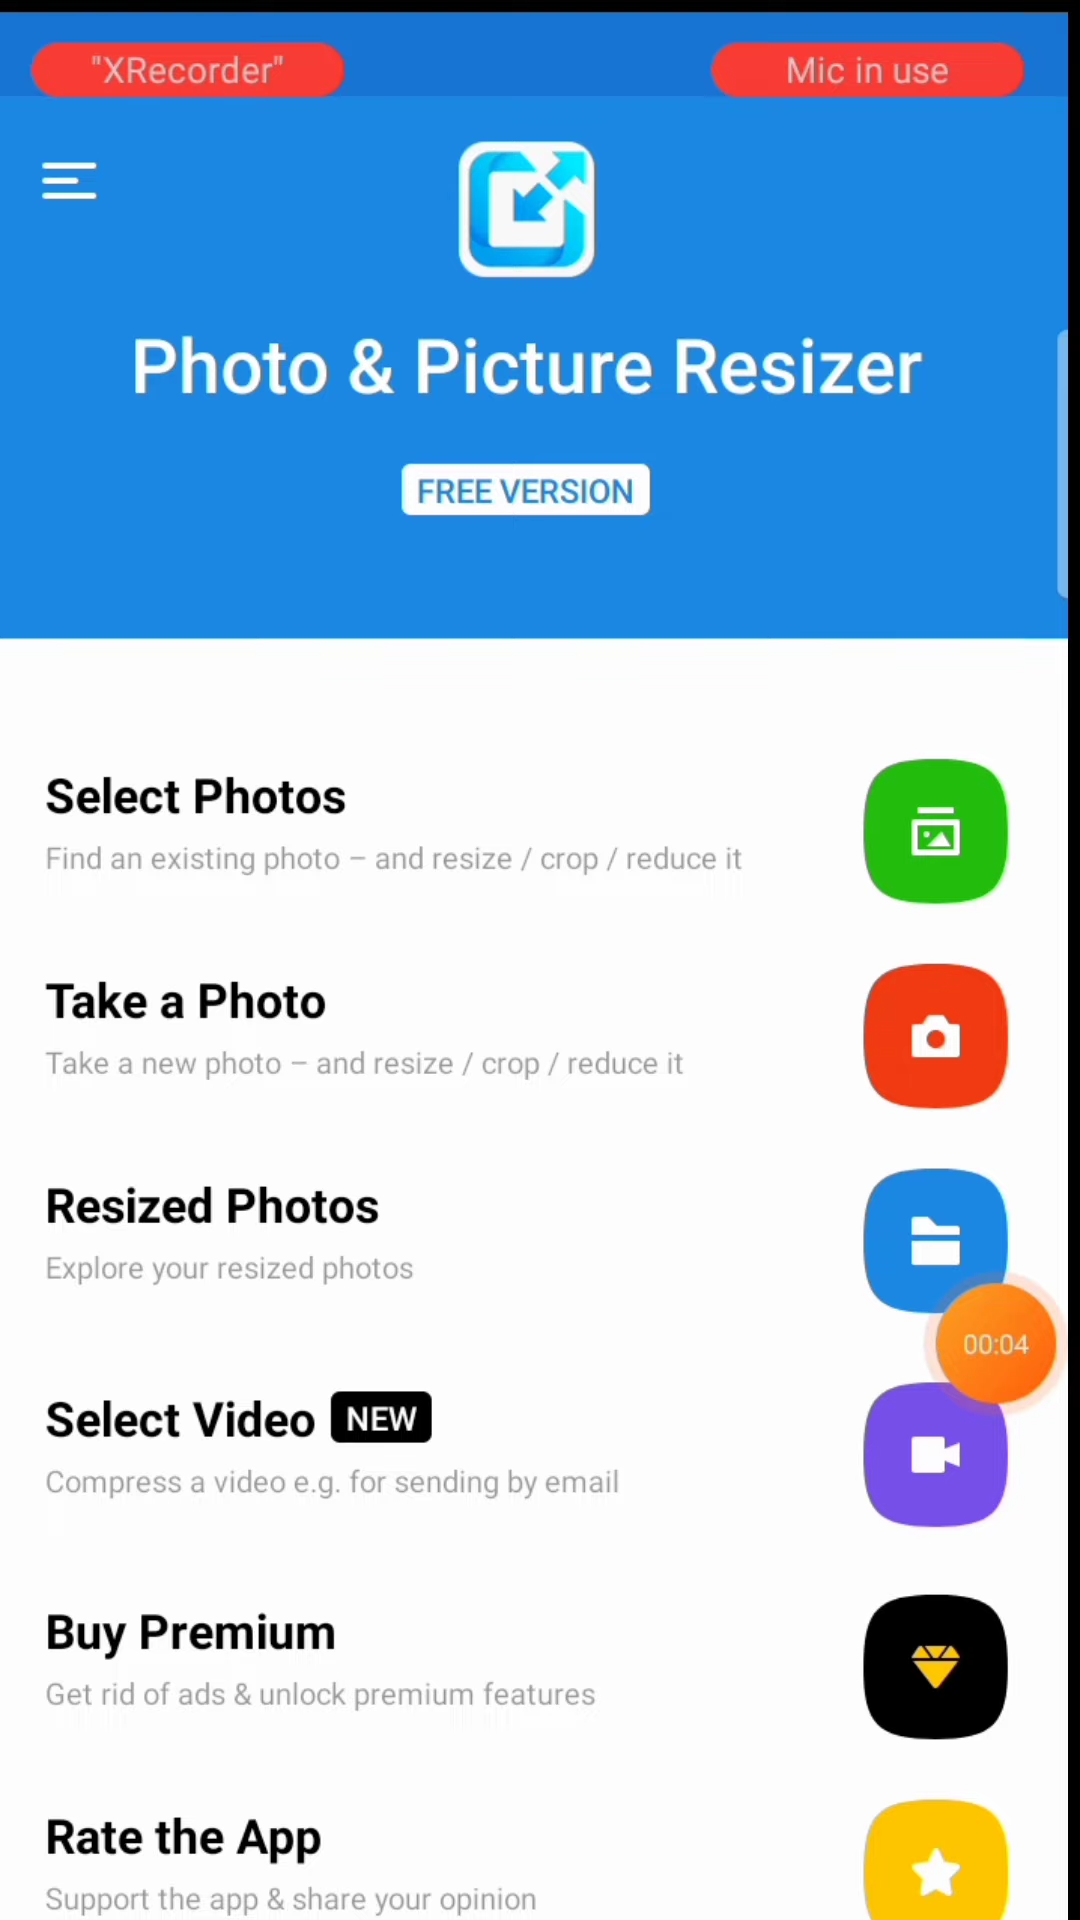 "XRecorder" Mic in use
Photo & Picture Resizer
FREE VERSION
Select Photos
Find an existing photo – and resize / crop / reduce it
Take a Photo
Take a new photo – and resize / crop / reduce it
Resized Photos
Explore your resized photos
00:04
Select Video NEW
Compress a video e.g. for sending by email
Buy Premium
Get rid of ads & unlock premium features
Rate the App
Support the app & share your opinion